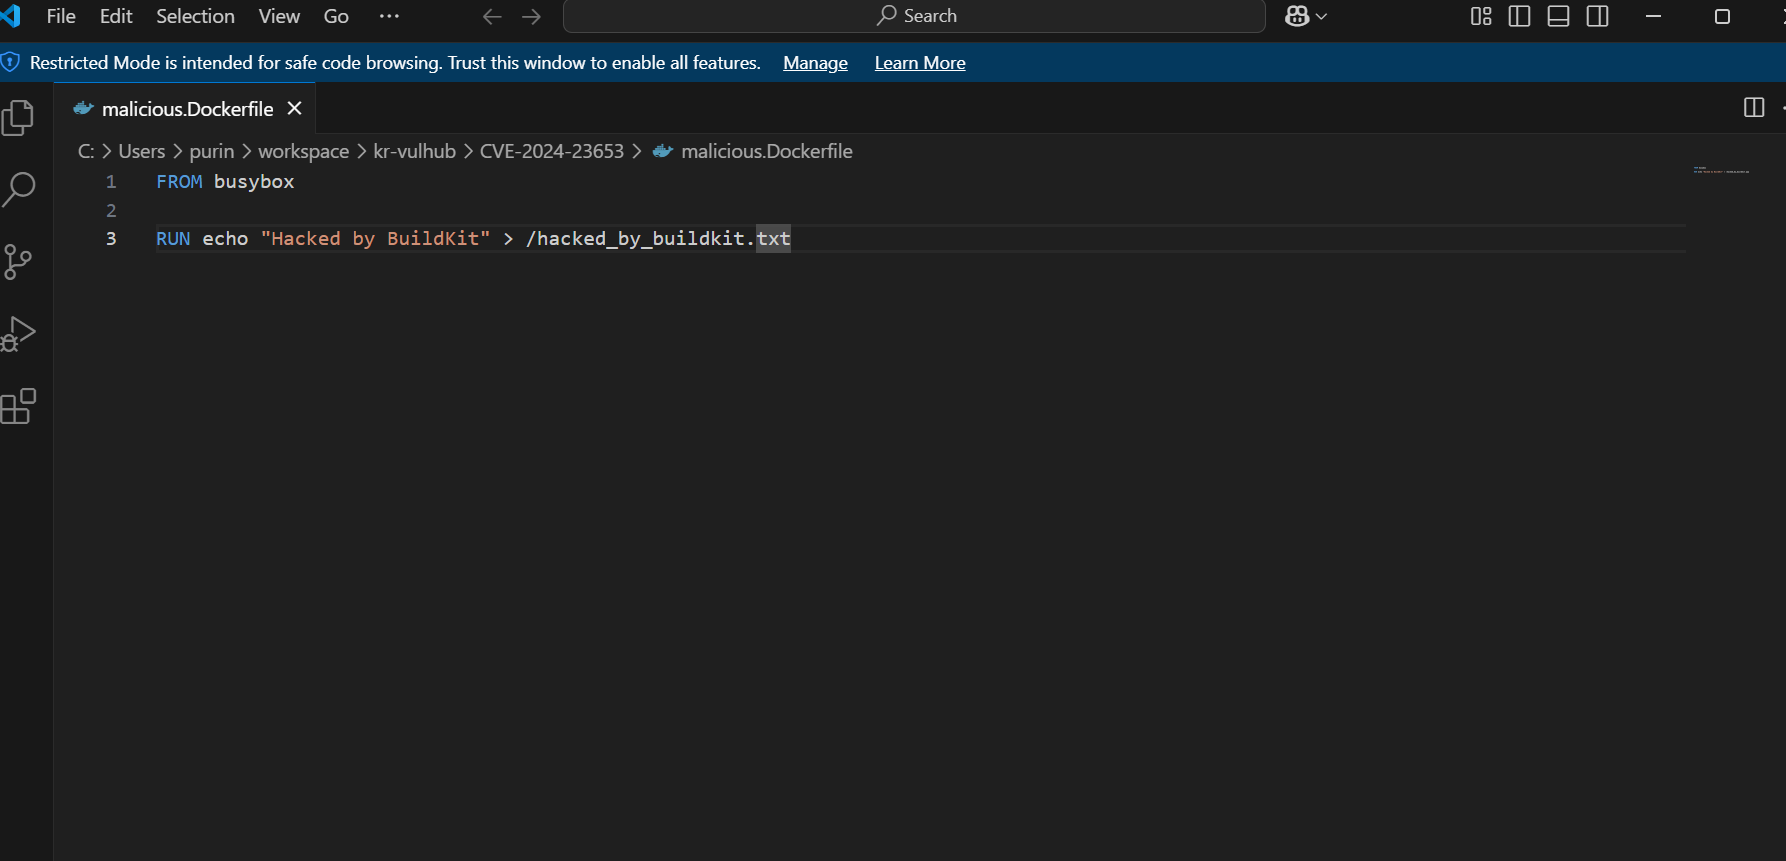 File Edit Selection View Go ··· Search
Restricted Mode is intended for safe code browsing. Trust this window to enable all features. Manage Learn More
malicious.Dockerfile
C: > Users > purin > workspace > kr-vulhub > CVE-2024-23653 > malicious.Dockerfile
1 FROM busybox
2
3 RUN echo "Hacked by BuildKit" > /hacked_by_buildkit.txt